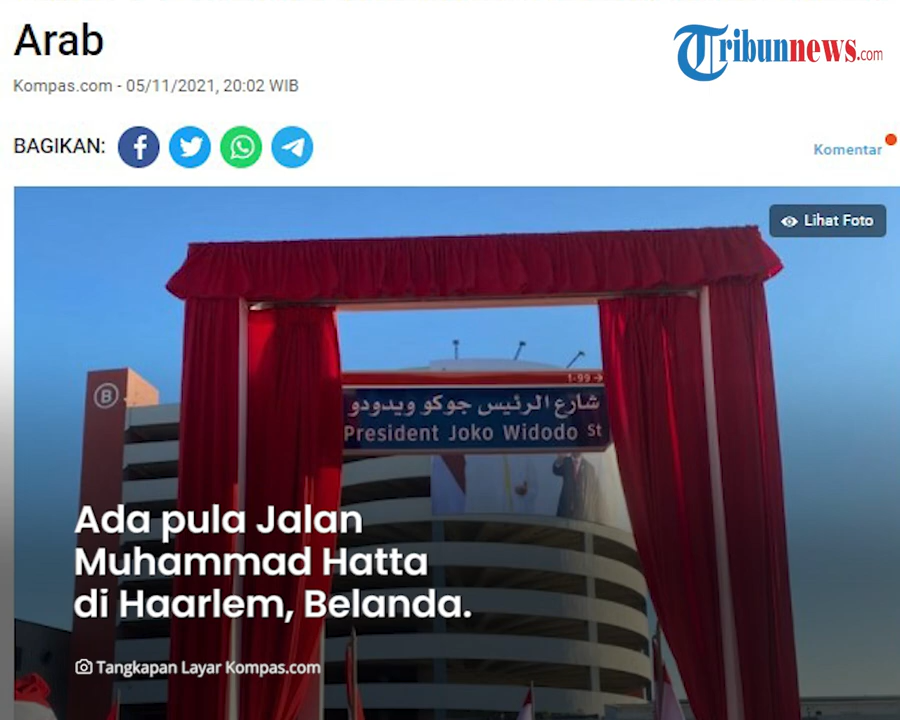 Arab
Tribunnews.com
Kompas.com - 05/11/2021, 20:02 WIB
BAGIKAN:
Komentar
Lihat Foto
B
1-99 →
شارع الرئيس جوكو ويدودو
President Joko Widodo St
Ada pula Jalan
Muhammad Hatta
di Haarlem, Belanda.
Tangkapan Layar Kompas.com